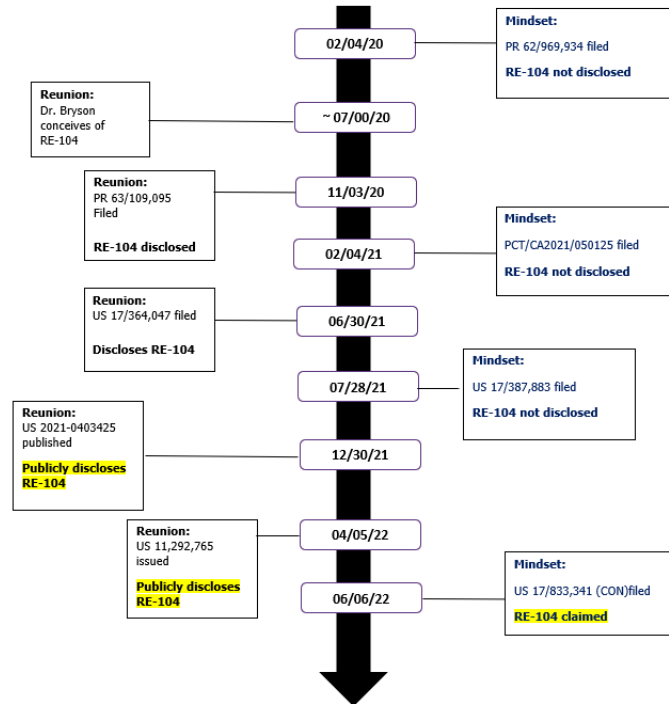 02/04/20
Mindset:
PR 62/969,934 filed
RE-104 not disclosed
Reunion:
Dr. Bryson
conceives of
RE-104
~ 07/00/20
Reunion:
PR 63/109,095
Filed
RE-104 disclosed
11/03/20
02/04/21
Mindset:
PCT/CA2021/050125 filed
RE-104 not disclosed
Reunion:
US 17/364,047 filed
Discloses RE-104
06/30/21
07/28/21
Mindset:
US 17/387,883 filed
RE-104 not disclosed
Reunion:
US 2021-0403425
published
Publicly discloses
RE-104
12/30/21
Reunion:
US 11,292,765
issued
Publicly discloses
RE-104
04/05/22
06/06/22
Mindset:
US 17/833,341 (CON)filed
RE-104 claimed